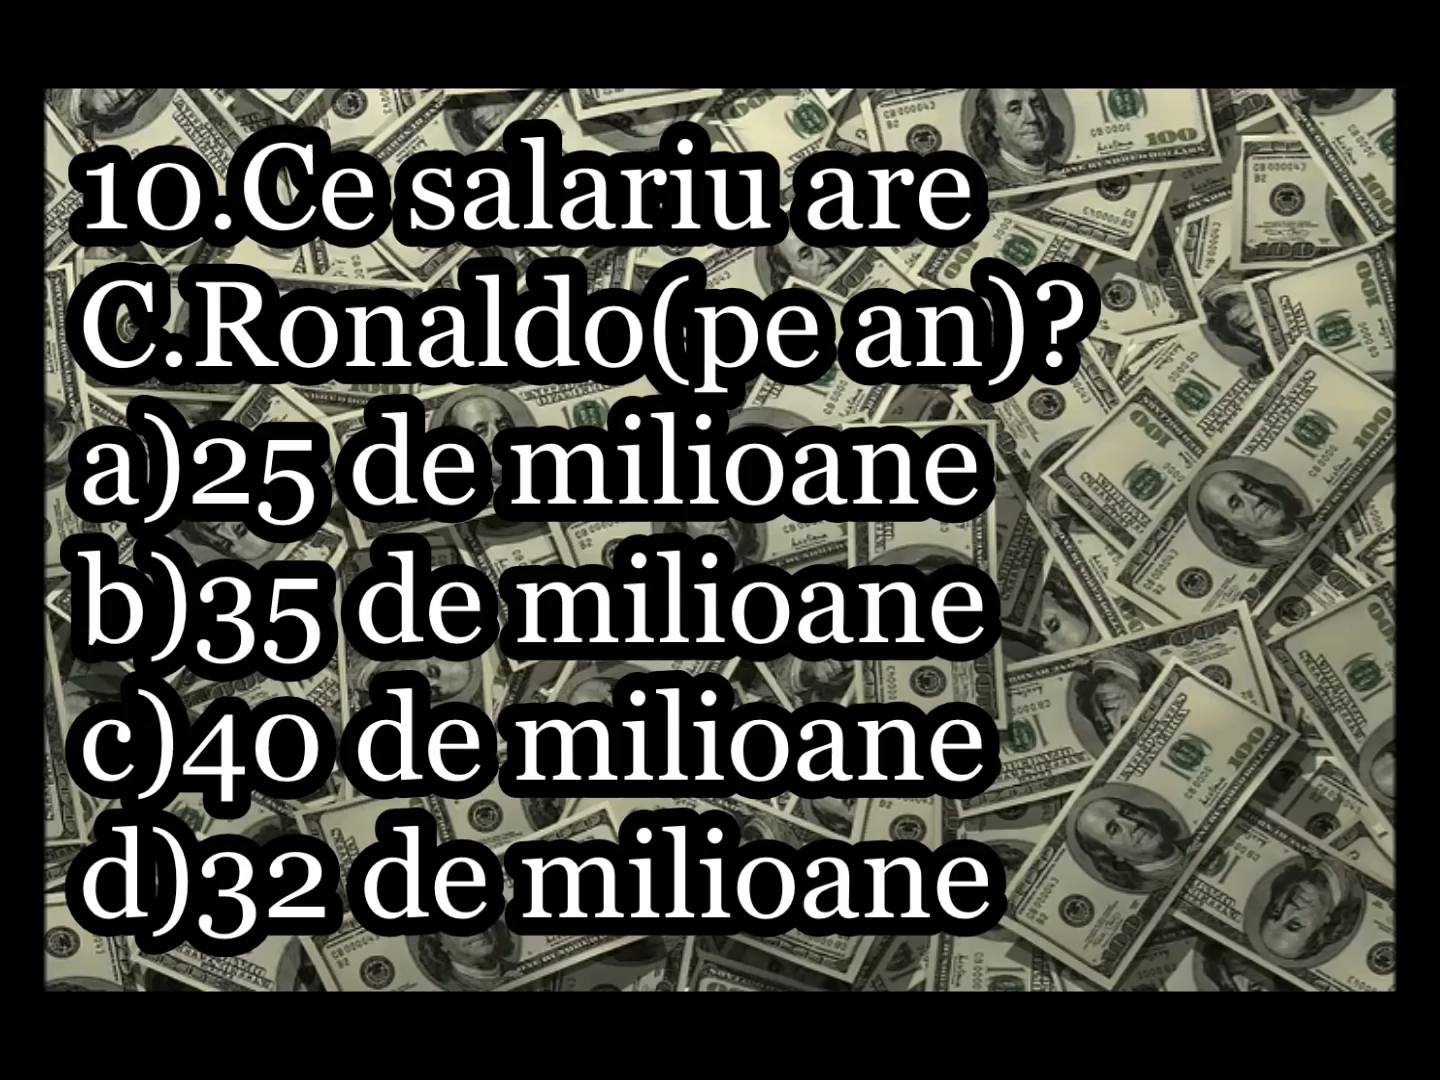 10.Ce salariu are
C.Ronaldo(pe an)?
a)25 de milioane
b)35 de milioane
c)40 de milioane
d)32 de milioane